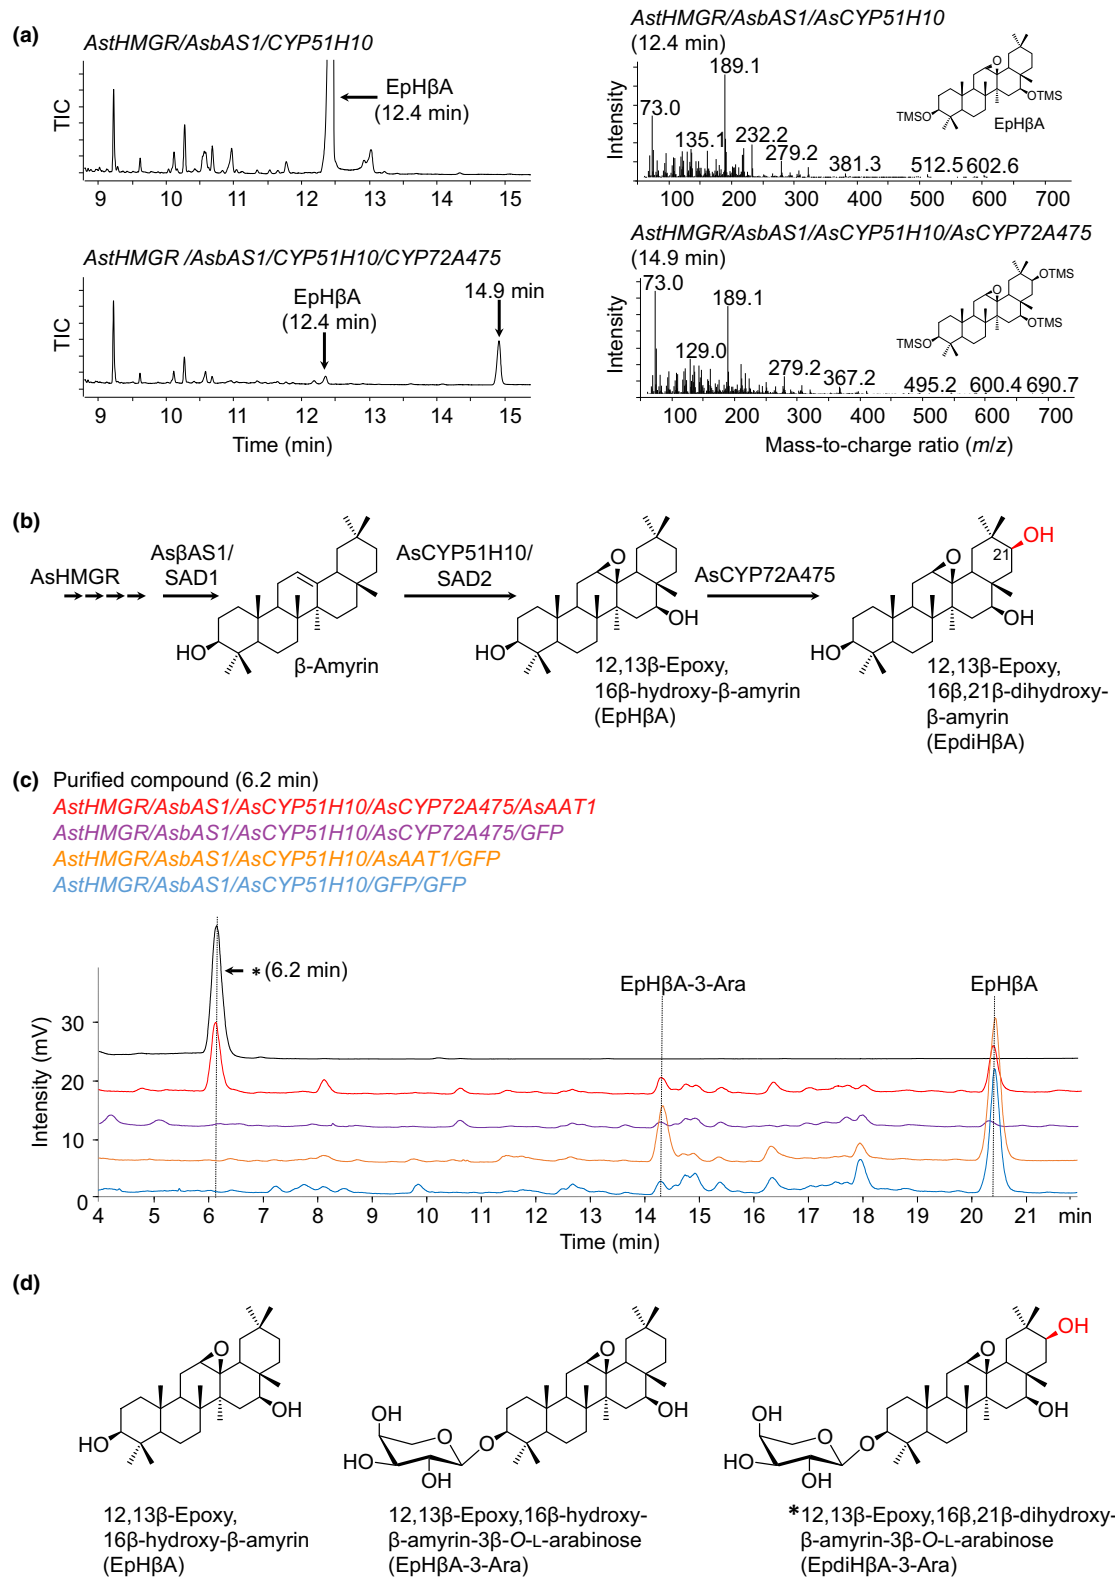 (a)
AstHMGR/AsbAS1/CYP51H10
TIC
EpHβA
(12.4 min)
9 10 11 12 13 14 15
AstHMGR/AsbAS1/AsCYP51H10
(12.4 min)
Intensity
189.1
73.0
135.1
232.2
279.2
381.3
512.5
602.6
TMSO
OTMS
O
EpHβA
100 200 300 400 500 600 700
AstHMGR /AsbAS1/CYP51H10/CYP72A475
TIC
EpHβA
(12.4 min)
14.9 min
9 10 11 12 13 14 15
Time (min)
AstHMGR/AsbAS1/AsCYP51H10/AsCYP72A475
(14.9 min)
Intensity
73.0
189.1
129.0
279.2
367.2
495.2
600.4
690.7
OTMS
O
OTMS
TMSO
100 200 300 400 500 600 700
Mass-to-charge ratio (m/z)
(b)
AsHMGR
AsβAS1/
SAD1
HO
β-Amyrin
AsCYP51H10/
SAD2
O
OH
HO
12,13β-Epoxy,
16β-hydroxy-β-amyrin
(EpHβA)
AsCYP72A475
OH
21
O
OH
HO
12,13β-Epoxy,
16β,21β-dihydroxy-
β-amyrin
(EpdiHβA)
(c)
Purified compound (6.2 min)
AstHMGR/AsbAS1/AsCYP51H10/AsCYP72A475/AsAAT1
AstHMGR/AsbAS1/AsCYP51H10/AsCYP72A475/GFP
AstHMGR/AsbAS1/AsCYP51H10/AsAAT1/GFP
AstHMGR/AsbAS1/AsCYP51H10/GFP/GFP
* (6.2 min)
EpHβA-3-Ara
EpHβA
Intensity (mV)
30
20
10
0
4 5 6 7 8 9 10 11 12 13 14 15 16 17 18 19 20 21 min
Time (min)
(d)
O
OH
HO
12,13β-Epoxy,
16β-hydroxy-β-amyrin
(EpHβA)
O
OH
OH
O
O
HO
OH
12,13β-Epoxy,16β-hydroxy-
β-amyrin-3β-O-L-arabinose
(EpHβA-3-Ara)
OH
O
OH
OH
O
O
HO
OH
*12,13β-Epoxy,16β,21β-dihydroxy-
β-amyrin-3β-O-L-arabinose
(EpdiHβA-3-Ara)